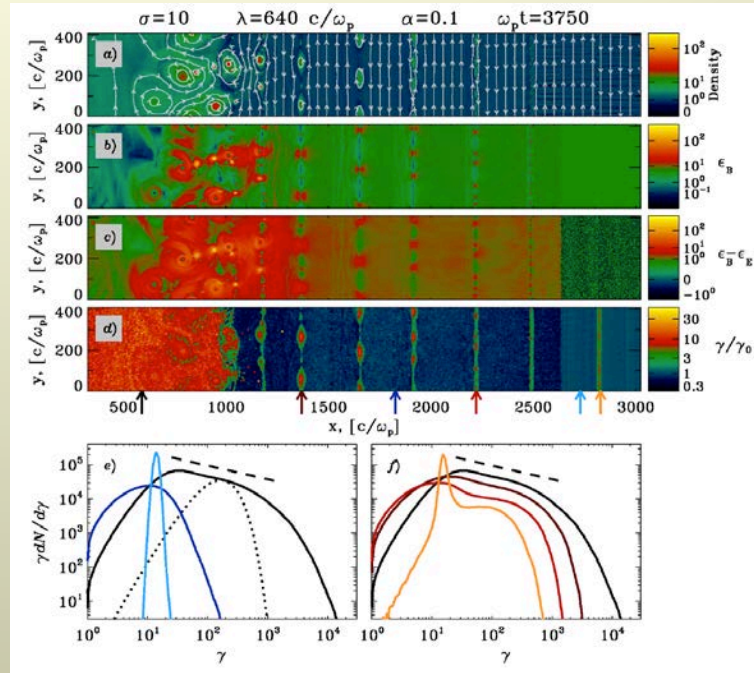 σ=10 λ=640 c/ωp α=0.1 ωpt=3750
a)
y, [c/ωp]
400
200
0
10²
10¹
10⁰
0
Density
b)
y, [c/ωp]
400
200
0
10²
10¹
10⁰
10⁻¹
ϵB
c)
y, [c/ωp]
400
200
0
10²
10¹
10⁰
0
−10⁰
ϵB−ϵE
d)
y, [c/ωp]
400
200
0
30
10
3
1
0.3
γ/γ0
500 1000 1500 2000 2500 3000
x, [c/ωp]
e)
γdN/dγ
10⁵
10⁴
10³
10²
10¹
10⁰ 10¹ 10² 10³ 10⁴
γ
f)
10⁰ 10¹ 10² 10³ 10⁴
γ